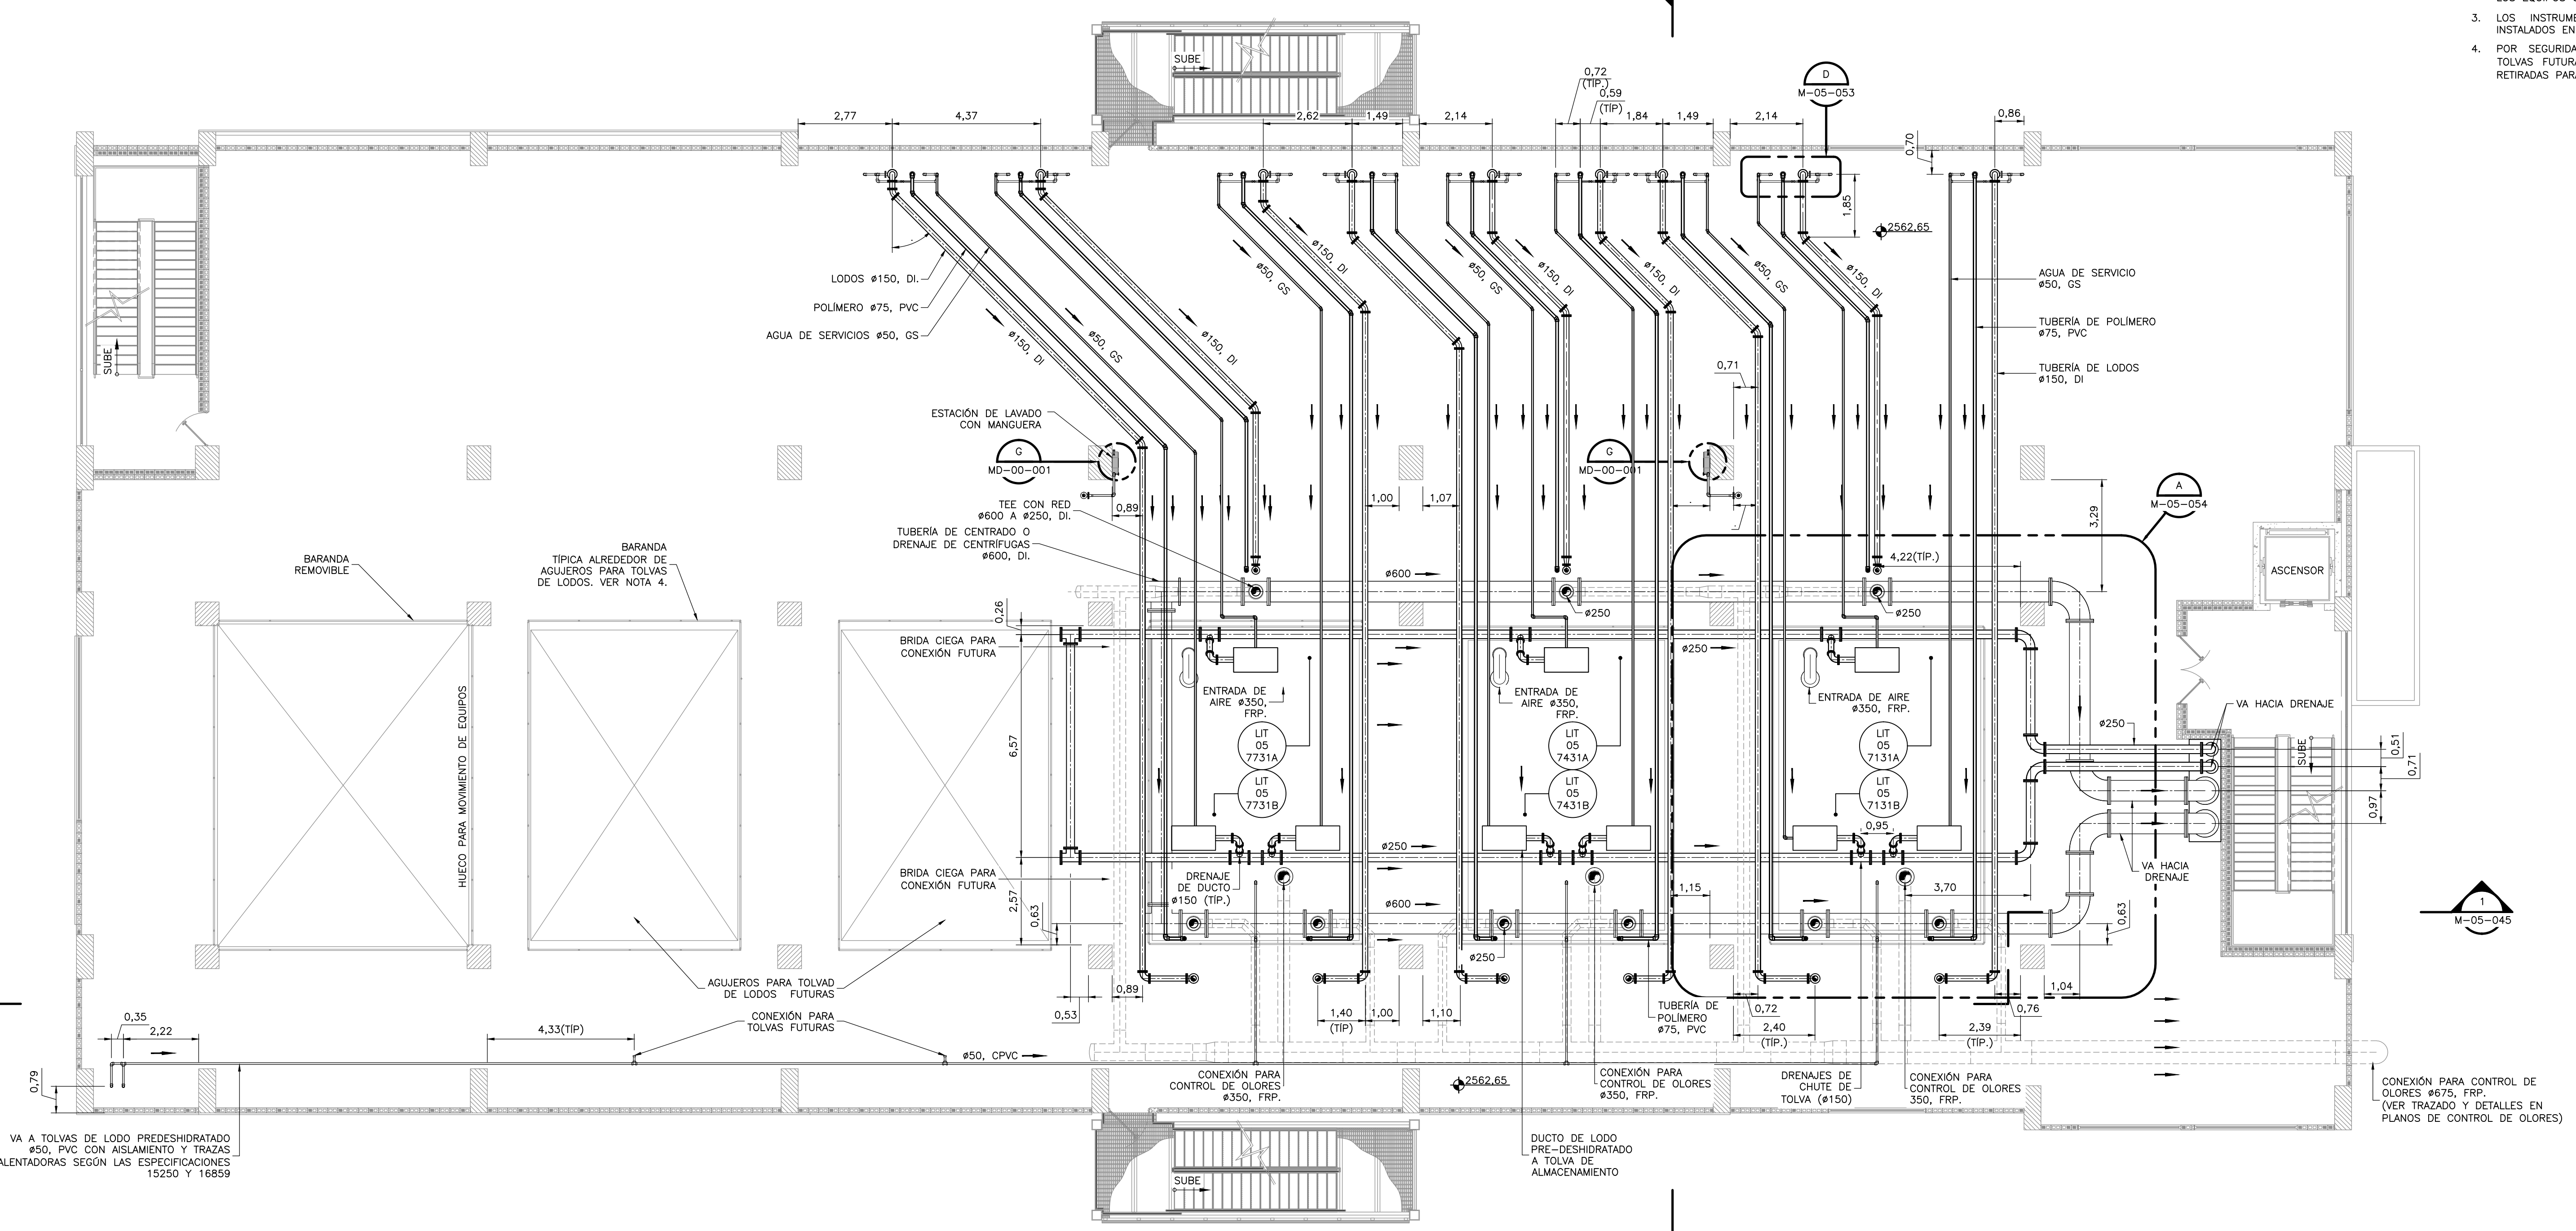 3. LOS INSTRUME
INSTALADOS EN
4. POR SEGURIDA
TOLVAS FUTURA
RETIRADAS PARA
SUBE
0,72
(TÍP.)
0,59
(TÍP)
D
M-05-053
2,77
4,37
2,62
1,49
2,14
1,84
1,49
2,14
0,86
0,70
1,85
2562,65
LODOS ø150, DI.
POLÍMERO ø75, PVC
AGUA DE SERVICIOS ø50, GS
ø150, DI
ø50, GS
ø150, DI
ø50, GS
ø150, DI
ø50, GS
ø150, DI
ø150, DI
ø50, GS
ø150, DI
AGUA DE SERVICIO
ø50, GS
TUBERÍA DE POLÍMERO
ø75, PVC
TUBERÍA DE LODOS
ø150, DI
SUBE
0,71
ESTACIÓN DE LAVADO
CON MANGUERA
G
MD-00-001
G
MD-00-001
A
M-05-054
TEE CON RED
ø600 A ø250, DI.
TUBERÍA DE CENTRADO O
DRENAJE DE CENTRÍFUGAS
ø600, DI.
0,89
1,00
1,07
3,29
4,22(TÍP.)
BARANDA
REMOVIBLE
BARANDA
TÍPICA ALREDEDOR DE
AGUJEROS PARA TOLVAS
DE LODOS. VER NOTA 4.
ø600
ø250
ø250
ASCENSOR
0,26
BRIDA CIEGA PARA
CONEXIÓN FUTURA
ø250
ENTRADA DE
AIRE ø350,
FRP.
ENTRADA DE
AIRE ø350,
FRP.
ENTRADA DE AIRE
ø350, FRP.
HUECO PARA MOVIMIENTO DE EQUIPOS
6,57
LIT
05
7731A
LIT
05
7731B
LIT
05
7431A
LIT
05
7431B
LIT
05
7131A
LIT
05
7131B
VA HACIA DRENAJE
ø250
SUBE
0,51
0,71
0,97
0,95
ø250
BRIDA CIEGA PARA
CONEXIÓN FUTURA
DRENAJE
DE DUCTO
ø150 (TÍP.)
VA HACIA
DRENAJE
2,57
0,63
ø600
1,15
3,70
0,63
1
M-05-045
ø250
AGUJEROS PARA TOLVAD
DE LODOS FUTURAS
0,89
0,53
1,40
(TÍP)
1,00
1,10
TUBERÍA DE
POLÍMERO
ø75, PVC
0,72
2,40
(TÍP.)
1,04
0,76
2,39
(TÍP.)
0,35
2,22
4,33(TÍP)
CONEXIÓN PARA
TOLVAS FUTURAS
ø50, CPVC
0,79
CONEXIÓN PARA
CONTROL DE OLORES
ø350, FRP.
2562,65
CONEXIÓN PARA
CONTROL DE OLORES
ø350, FRP.
DRENAJES DE
CHUTE DE
TOLVA (ø150)
CONEXIÓN PARA
CONTROL DE OLORES
350, FRP.
CONEXIÓN PARA CONTROL DE
OLORES ø675, FRP.
(VER TRAZADO Y DETALLES EN
PLANOS DE CONTROL DE OLORES)
VA A TOLVAS DE LODO PREDESHIDRATADO
ø50, PVC CON AISLAMIENTO Y TRAZAS
ALENTADORAS SEGÚN LAS ESPECIFICACIONES
15250 Y 16859
DUCTO DE LODO
PRE-DESHIDRATADO
A TOLVA DE
ALMACENAMIENTO
SUBE